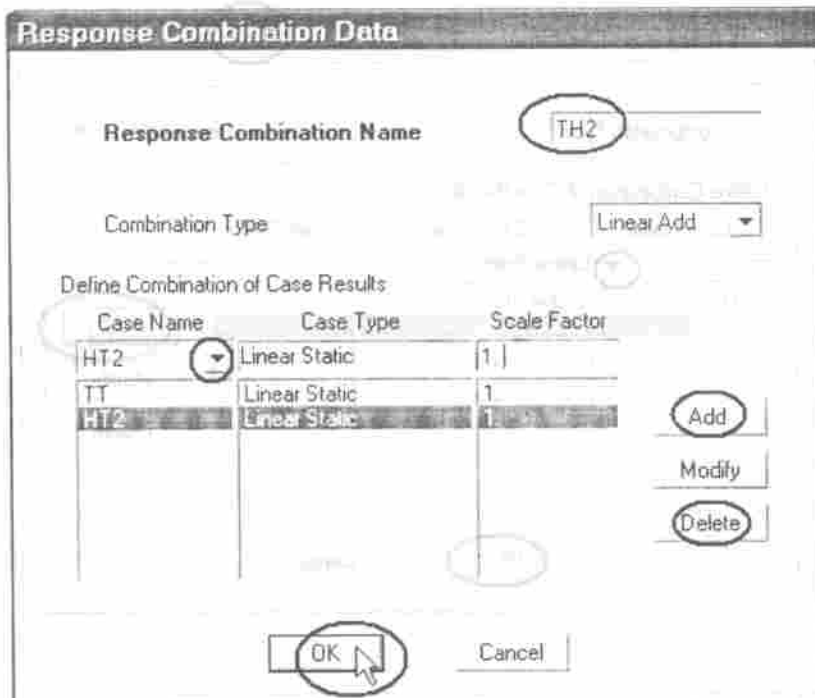 Response Combination Data
Response Combination Name TH2
Combination Type Linear Add
Define Combination of Case Results
Case Name Case Type Scale Factor
HT2 Linear Static 1.
TT Linear Static 1.
HT2 Linear Static 1.
Add
Modify
Delete
OK Cancel